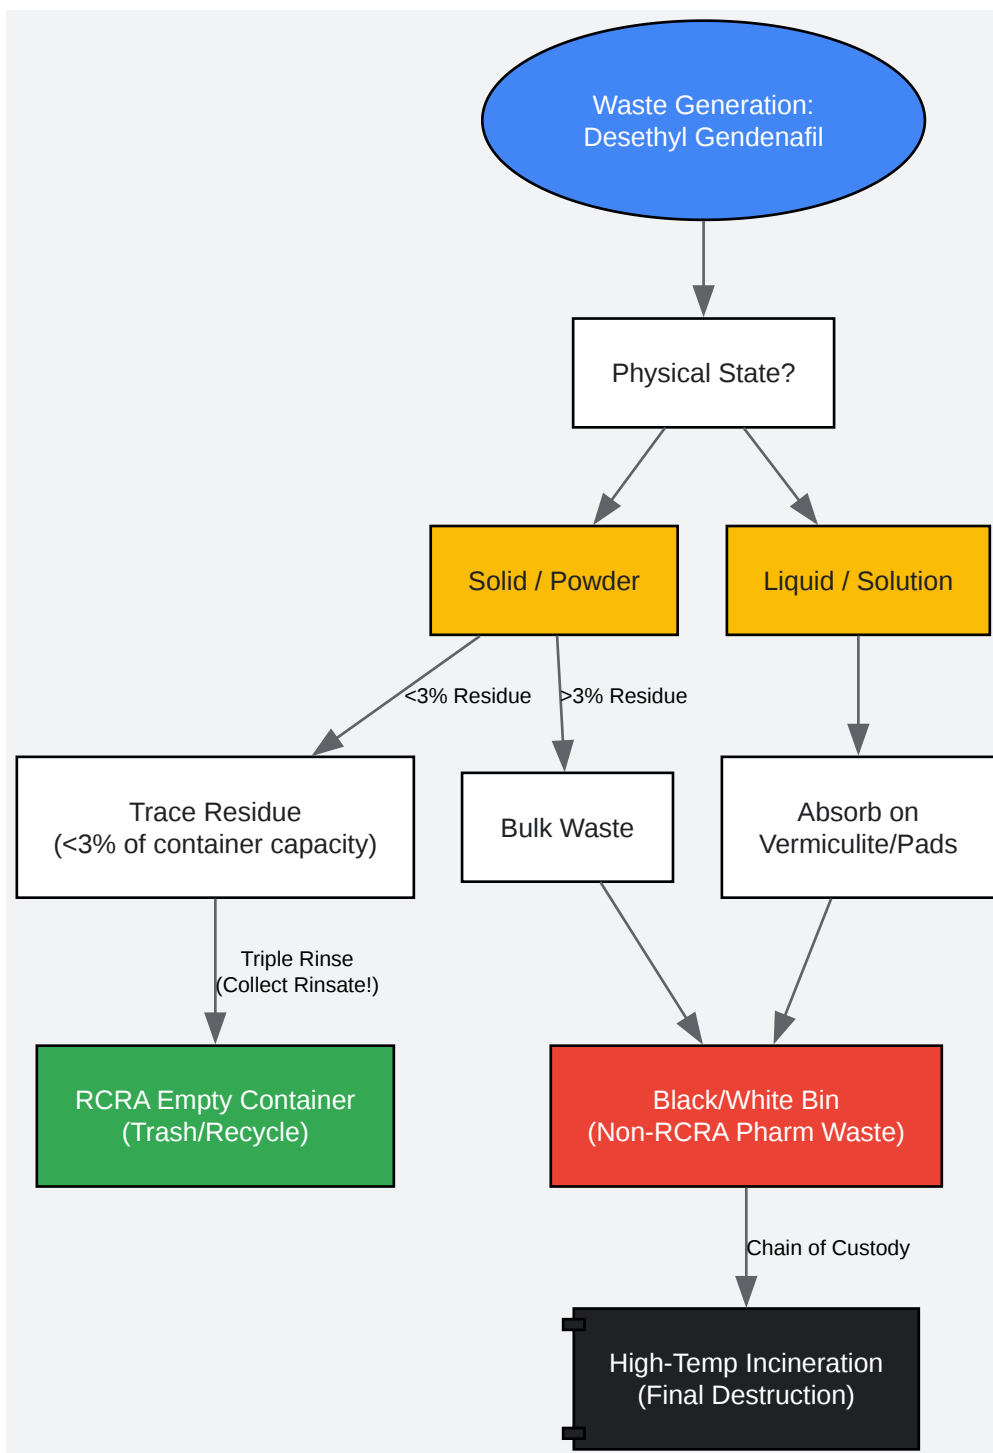 Waste Generation:
Desethyl Gendenafil
Physical State?
Solid / Powder
Liquid / Solution
<3% Residue
>3% Residue
Trace Residue
(<3% of container capacity)
Bulk Waste
Absorb on
Vermiculite/Pads
Triple Rinse
(Collect Rinsate!)
RCRA Empty Container
(Trash/Recycle)
Black/White Bin
(Non-RCRA Pharm Waste)
Chain of Custody
High-Temp Incineration
(Final Destruction)